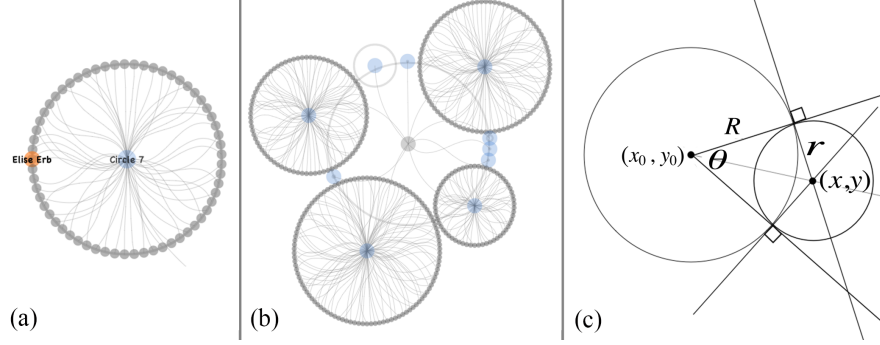 Elise Erb
Circle 7
(a)
(b)
R
(x₀ , y₀)
θ
r
(x,y)
(c)